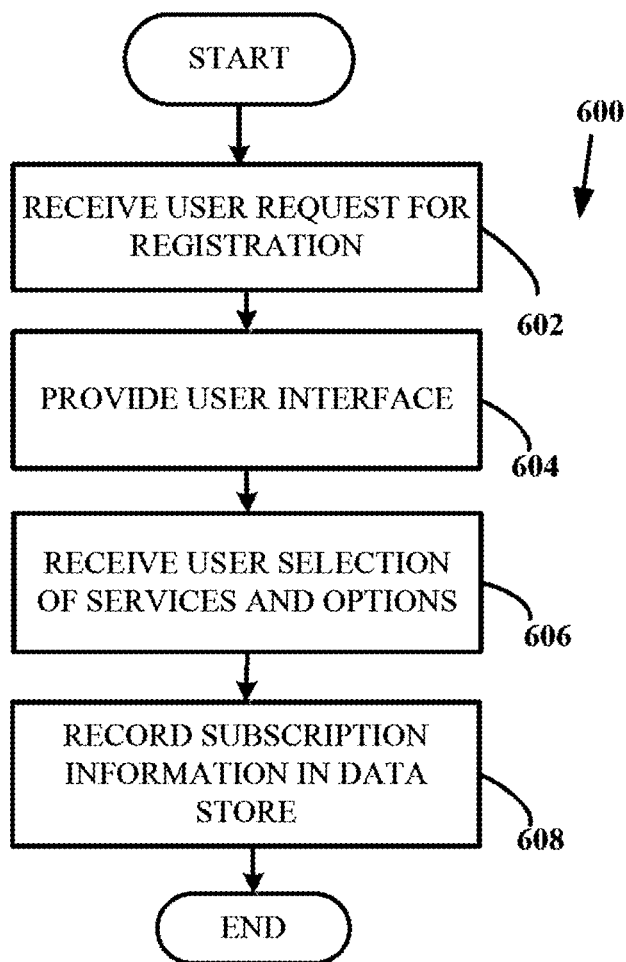 START
600
RECEIVE USER REQUEST FOR
REGISTRATION
602
PROVIDE USER INTERFACE
604
RECEIVE USER SELECTION
OF SERVICES AND OPTIONS
606
RECORD SUBSCRIPTION
INFORMATION IN DATA
STORE
608
END